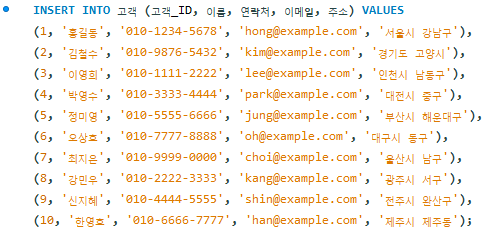 INSERT INTO 고객 (고객_ID, 이름, 연락처, 이메일, 주소) VALUES
(1, '홍길동', '010-1234-5678', 'hong@example.com', '서울시 강남구'),
(2, '김철수', '010-9876-5432', 'kim@example.com', '경기도 고양시'),
(3, '이영희', '010-1111-2222', 'lee@example.com', '인천시 남동구'),
(4, '박영수', '010-3333-4444', 'park@example.com', '대전시 중구'),
(5, '정미영', '010-5555-6666', 'jung@example.com', '부산시 해운대구'),
(6, '오상호', '010-7777-8888', 'oh@example.com', '대구시 동구'),
(7, '최지은', '010-9999-0000', 'choi@example.com', '울산시 남구'),
(8, '강민우', '010-2222-3333', 'kang@example.com', '광주시 서구'),
(9, '신지혜', '010-4444-5555', 'shin@example.com', '전주시 완산구'),
(10, '한영호', '010-6666-7777', 'han@example.com', '제주시 제주동');